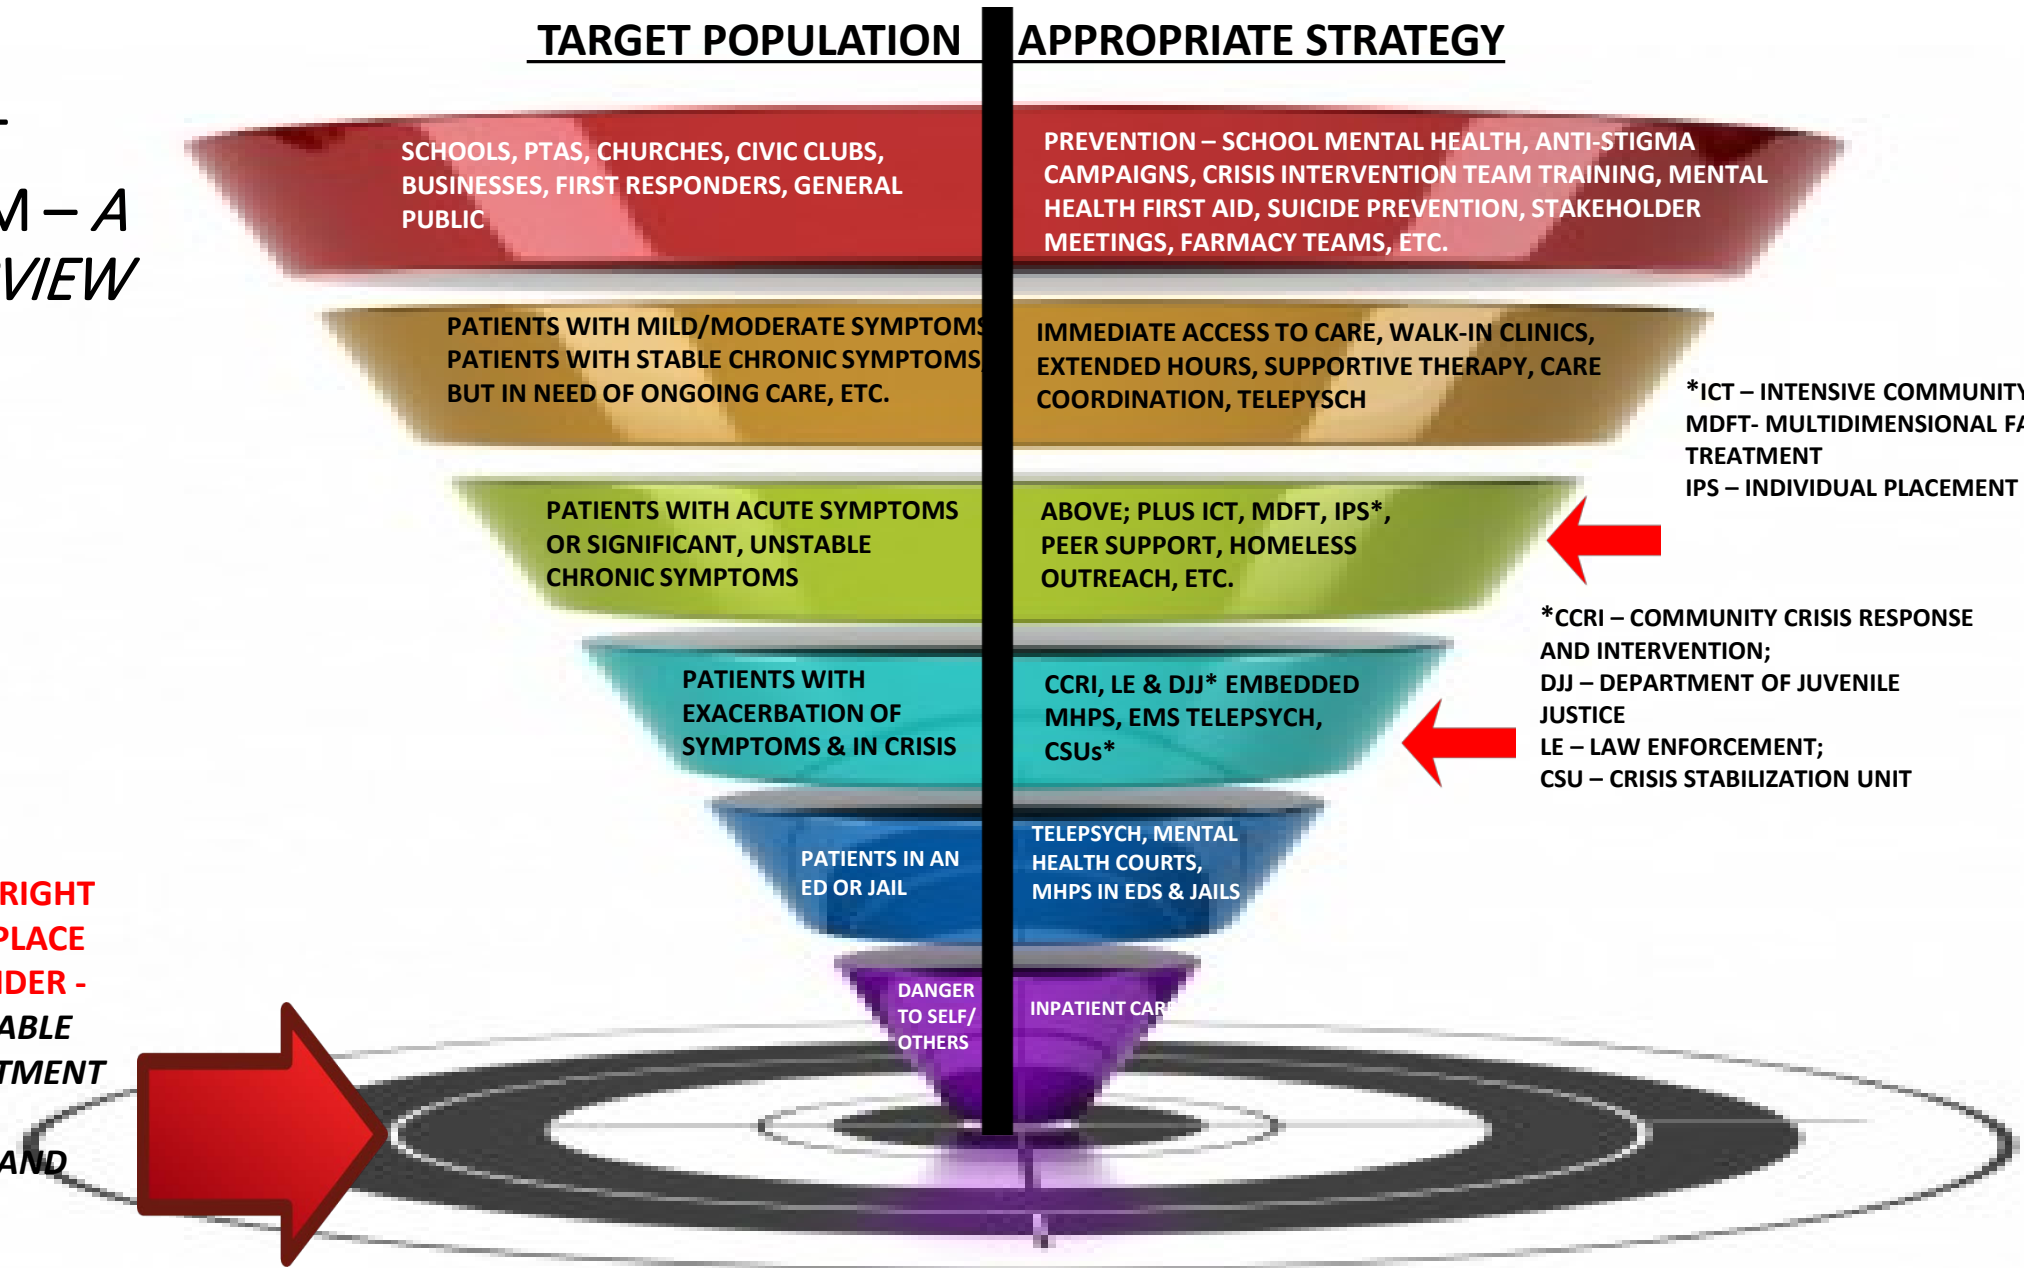 TARGET POPULATION
APPROPRIATE STRATEGY
M – A
VIEW
SCHOOLS, PTAS, CHURCHES, CIVIC CLUBS,
BUSINESSES, FIRST RESPONDERS, GENERAL
PUBLIC
PREVENTION – SCHOOL MENTAL HEALTH, ANTI-STIGMA
CAMPAIGNS, CRISIS INTERVENTION TEAM TRAINING, MENTAL
HEALTH FIRST AID, SUICIDE PREVENTION, STAKEHOLDER
MEETINGS, FARMACY TEAMS, ETC.
PATIENTS WITH MILD/MODERATE SYMPTOMS
PATIENTS WITH STABLE CHRONIC SYMPTOMS,
BUT IN NEED OF ONGOING CARE, ETC.
IMMEDIATE ACCESS TO CARE, WALK-IN CLINICS,
EXTENDED HOURS, SUPPORTIVE THERAPY, CARE
COORDINATION, TELEPYSCH
*ICT – INTENSIVE COMMUNITY
MDFT- MULTIDIMENSIONAL FA
TREATMENT
IPS – INDIVIDUAL PLACEMENT
PATIENTS WITH ACUTE SYMPTOMS
OR SIGNIFICANT, UNSTABLE
CHRONIC SYMPTOMS
ABOVE; PLUS ICT, MDFT, IPS*,
PEER SUPPORT, HOMELESS
OUTREACH, ETC.
*CCRI – COMMUNITY CRISIS RESPONSE
AND INTERVENTION;
DJJ – DEPARTMENT OF JUVENILE
JUSTICE
LE – LAW ENFORCEMENT;
CSU – CRISIS STABILIZATION UNIT
PATIENTS WITH
EXACERBATION OF
SYMPTOMS & IN CRISIS
CCRI, LE & DJJ* EMBEDDED
MHPS, EMS TELEPSYCH,
CSUs*
PATIENTS IN AN
ED OR JAIL
TELEPSYCH, MENTAL
HEALTH COURTS,
MHPS IN EDS & JAILS
RIGHT
PLACE
IDER -
ABLE
TMENT
AND
DANGER
TO SELF/
OTHERS
INPATIENT CARE